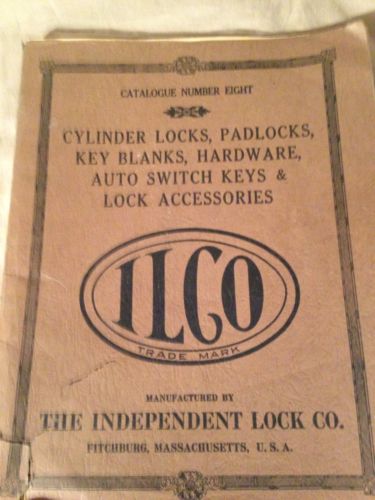 CATALOGUE NUMBER EIGHT
CYLINDER LOCKS, PADLOCKS,
KEY BLANKS, HARDWARE,
AUTO SWITCH KEYS &
LOCK ACCESSORIES
ILCO
TRADE MARK
MANUFACTURED BY
THE INDEPENDENT LOCK CO.
FITCHBURG, MASSACHUSETTS, U. S. A.